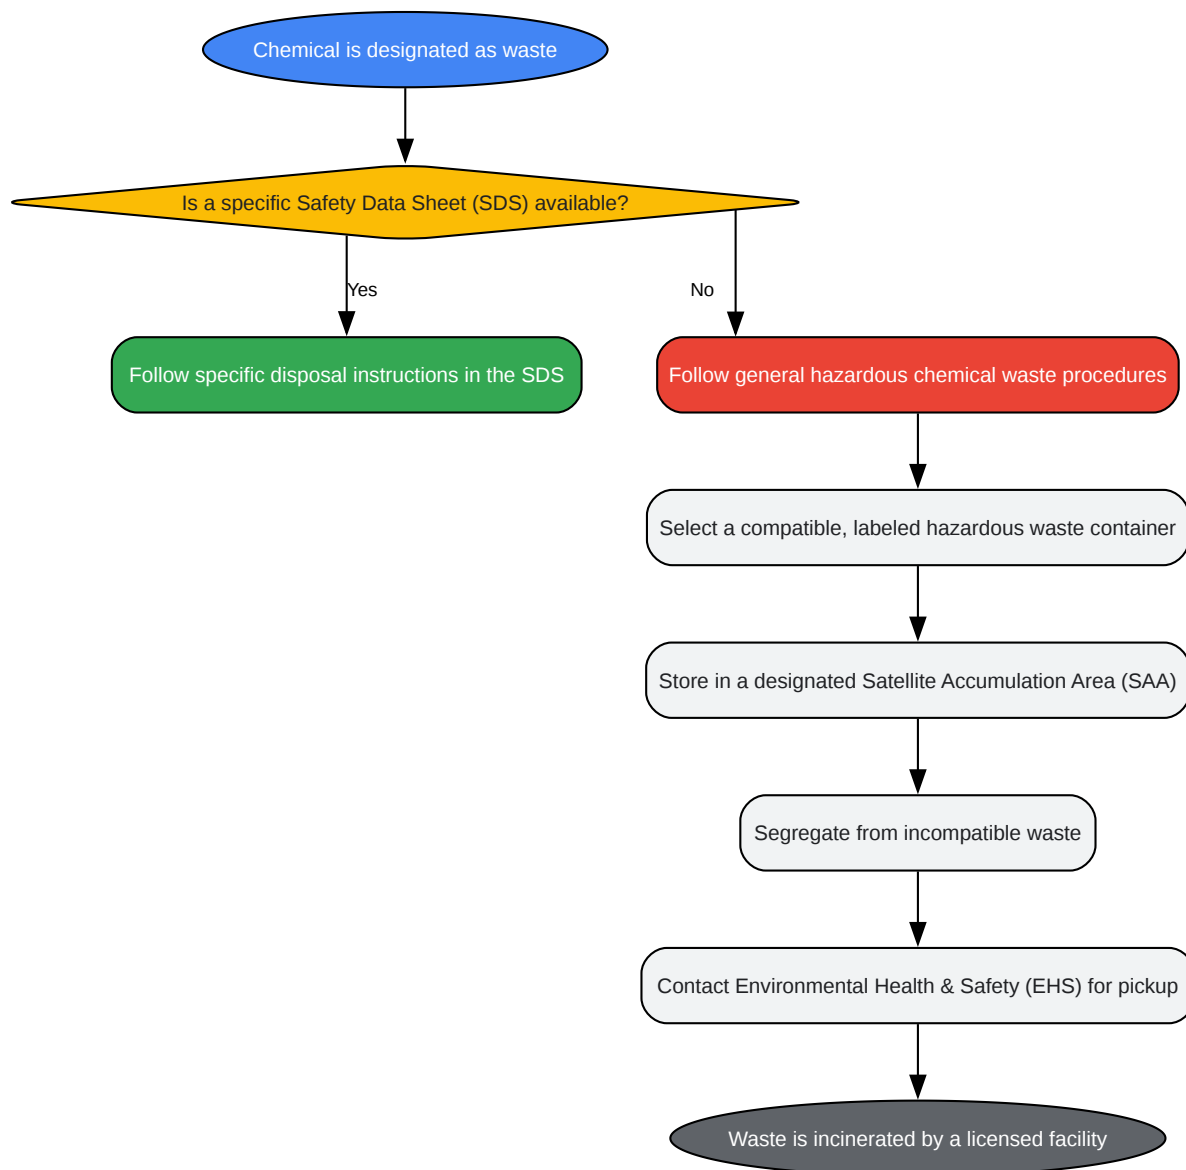 Chemical is designated as waste
Is a specific Safety Data Sheet (SDS) available?
Yes
No
Follow specific disposal instructions in the SDS
Follow general hazardous chemical waste procedures
Select a compatible, labeled hazardous waste container
Store in a designated Satellite Accumulation Area (SAA)
Segregate from incompatible waste
Contact Environmental Health & Safety (EHS) for pickup
Waste is incinerated by a licensed facility